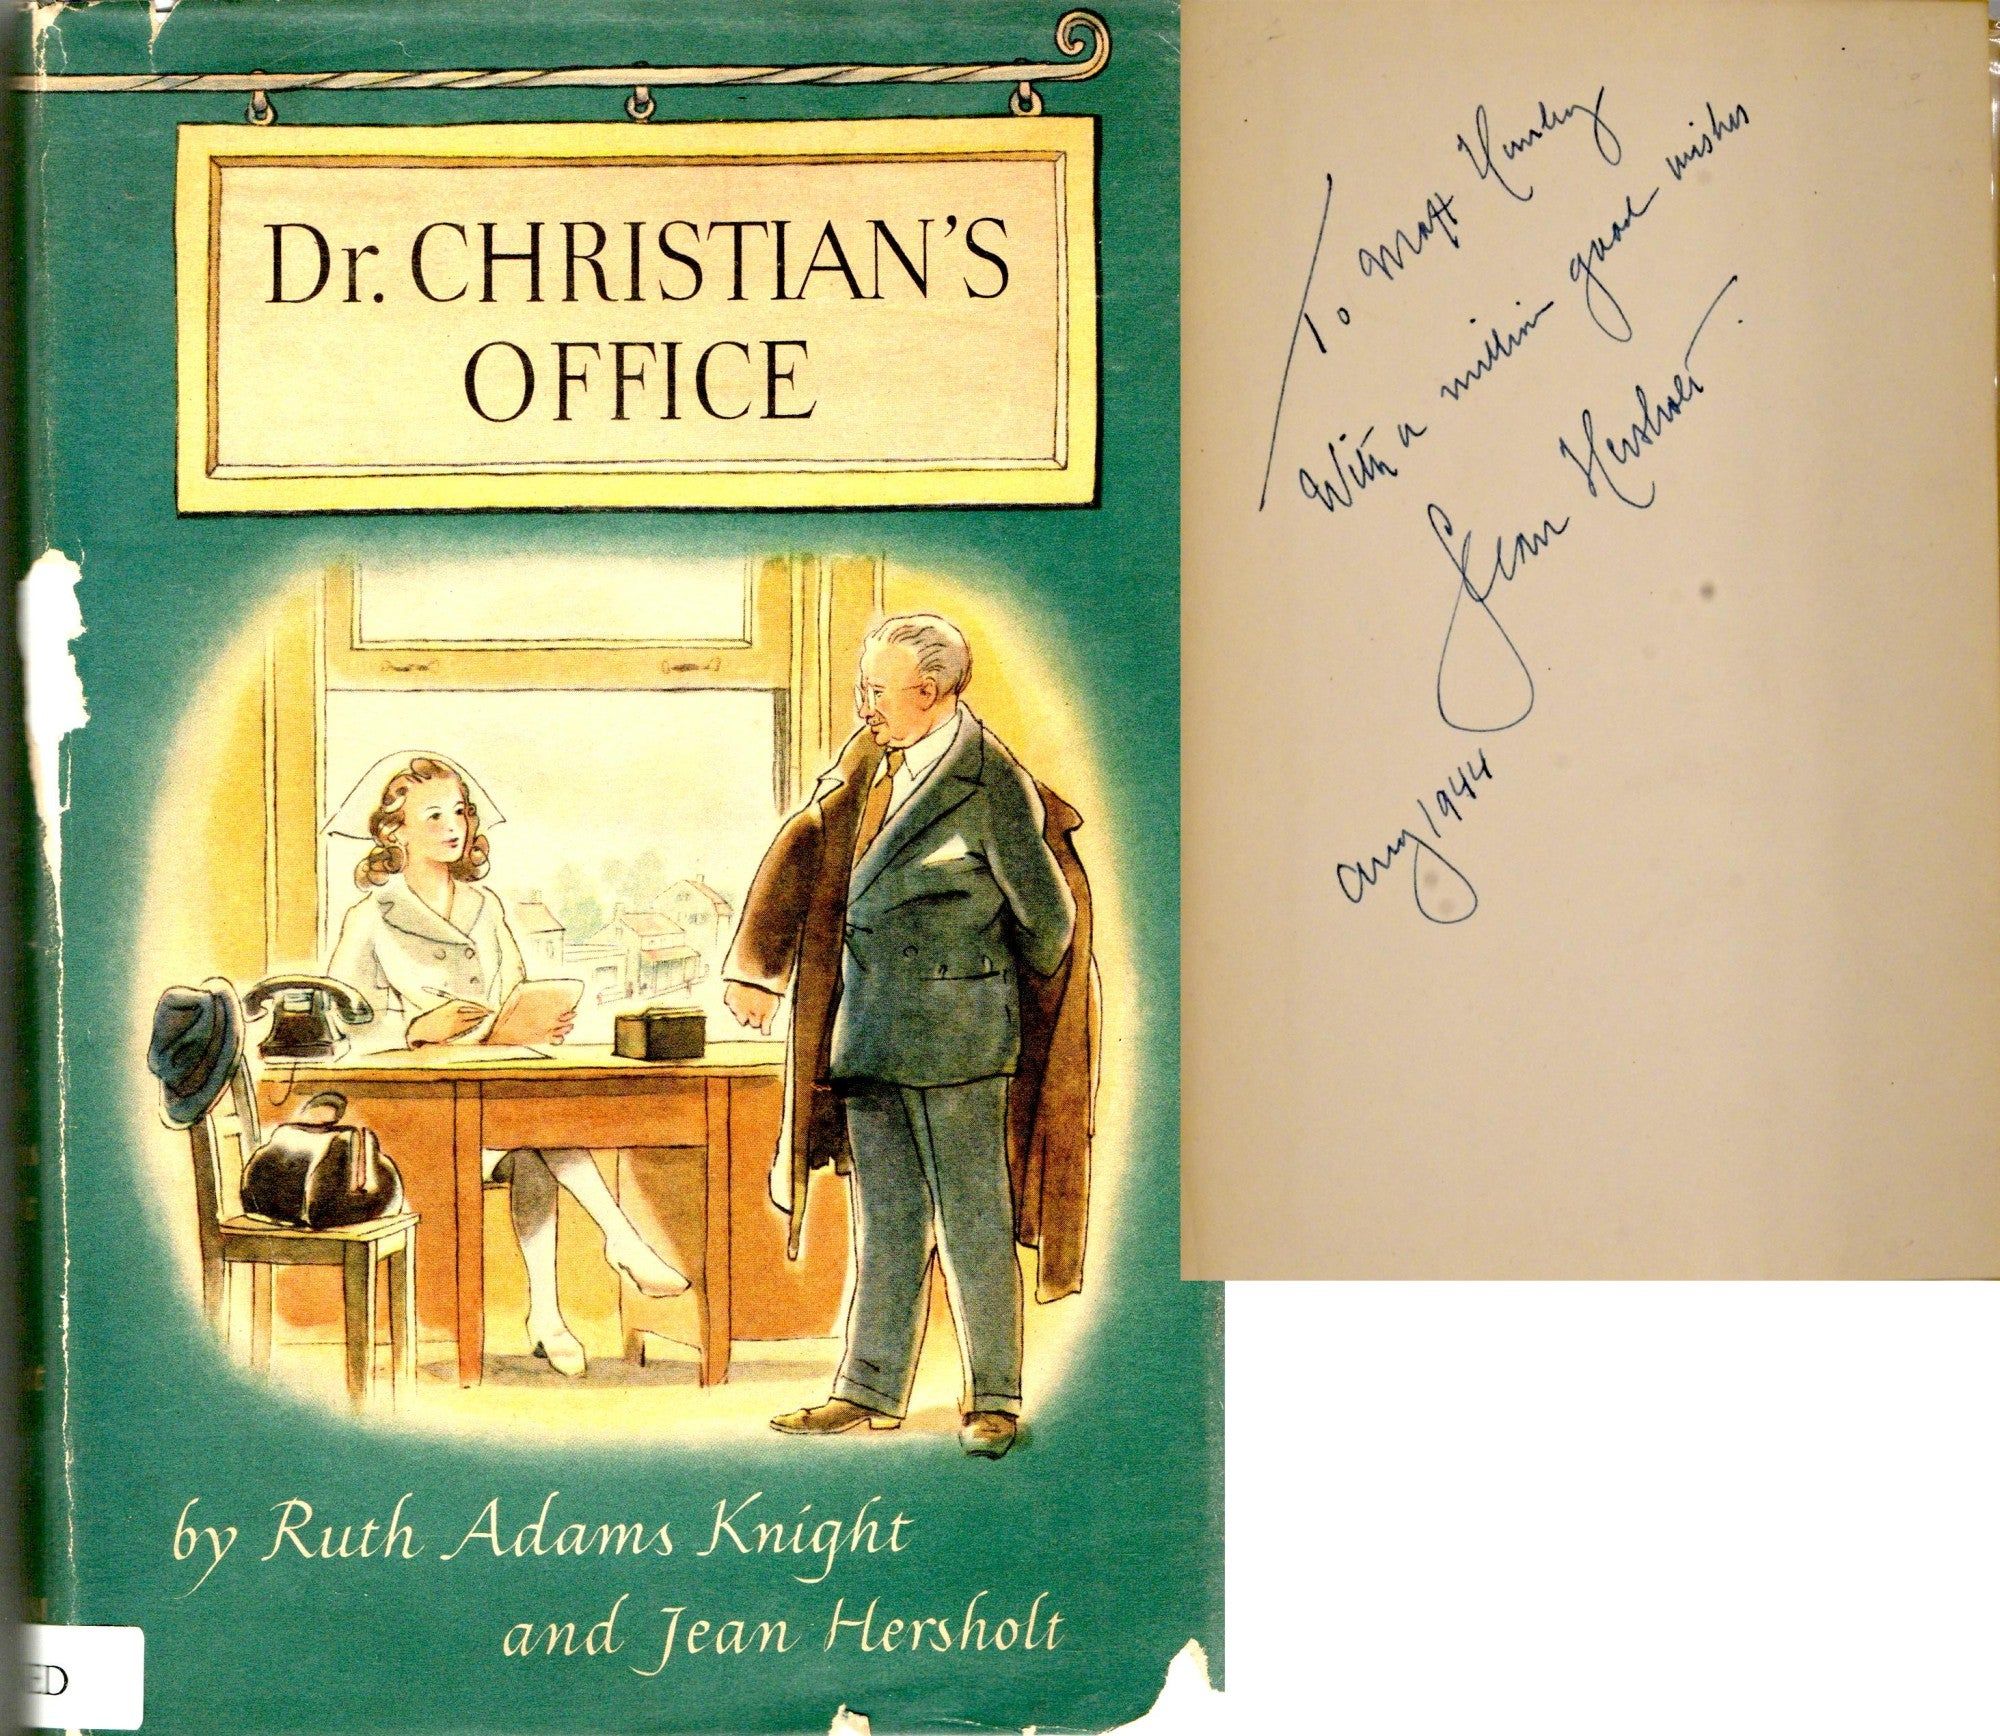 Dr. CHRISTIAN'S
OFFICE
by Ruth Adams Knight
and Jean Hersholt
ED
To Matt
With a million good wishes
Jean Hersholt.
Aug 1944